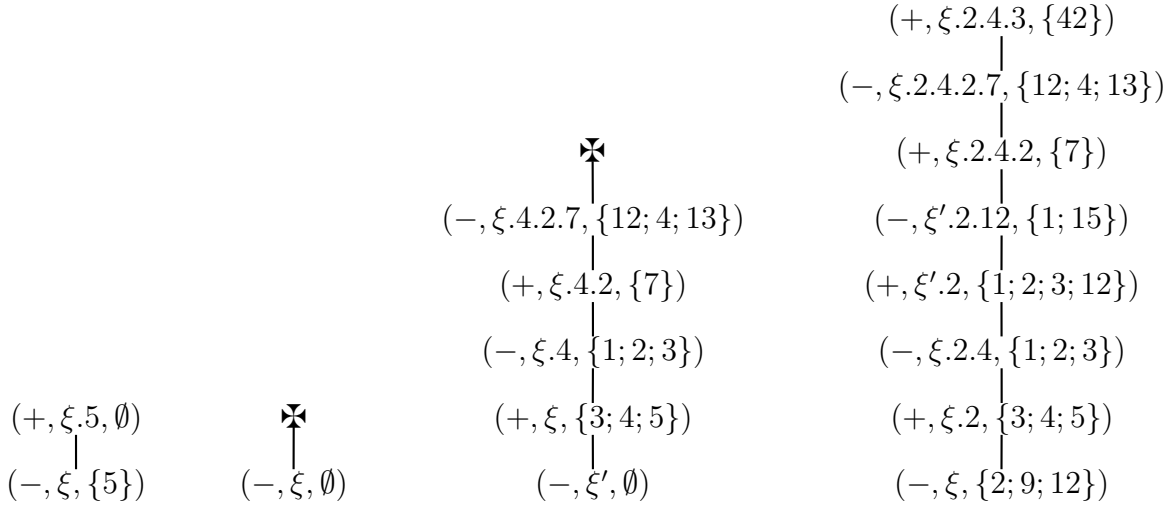 (+, ξ.2.4.3, {42})
(−, ξ.2.4.2.7, {12; 4; 13})
✠ (+, ξ.2.4.2, {7})
(−, ξ.4.2.7, {12; 4; 13}) (−, ξ′.2.12, {1; 15})
(+, ξ.4.2, {7}) (+, ξ′.2, {1; 2; 3; 12})
(−, ξ.4, {1; 2; 3}) (−, ξ.2.4, {1; 2; 3})
(+, ξ.5, ∅) ✠ (+, ξ, {3; 4; 5}) (+, ξ.2, {3; 4; 5})
(−, ξ, {5}) (−, ξ, ∅) (−, ξ′, ∅) (−, ξ, {2; 9; 12})